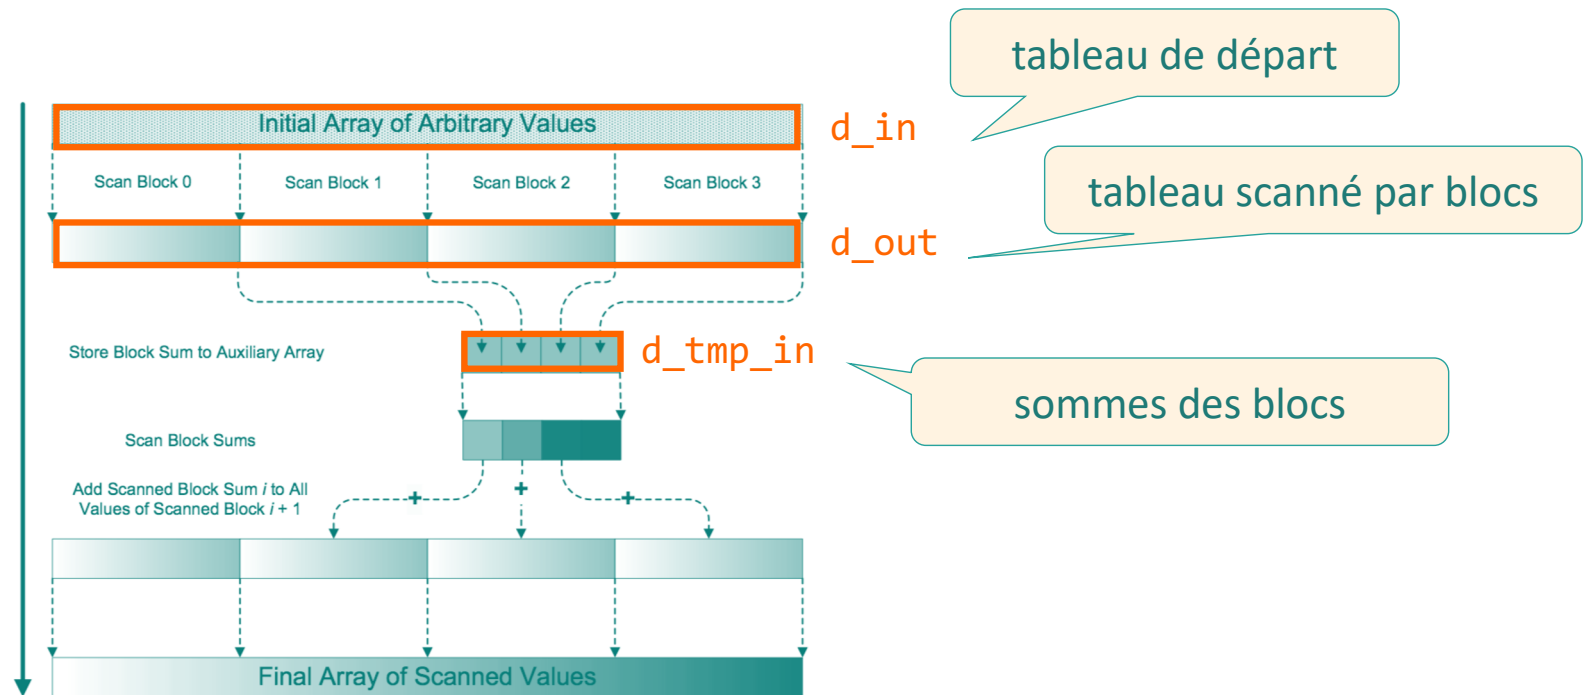 tableau de départ
Initial Array of Arbitrary Values
d_in
Scan Block 0
Scan Block 1
Scan Block 2
Scan Block 3
tableau scanné par blocs
d_out
Store Block Sum to Auxiliary Array
d_tmp_in
sommes des blocs
Scan Block Sums
Add Scanned Block Sum i to All
Values of Scanned Block i + 1
+
+
+
Final Array of Scanned Values